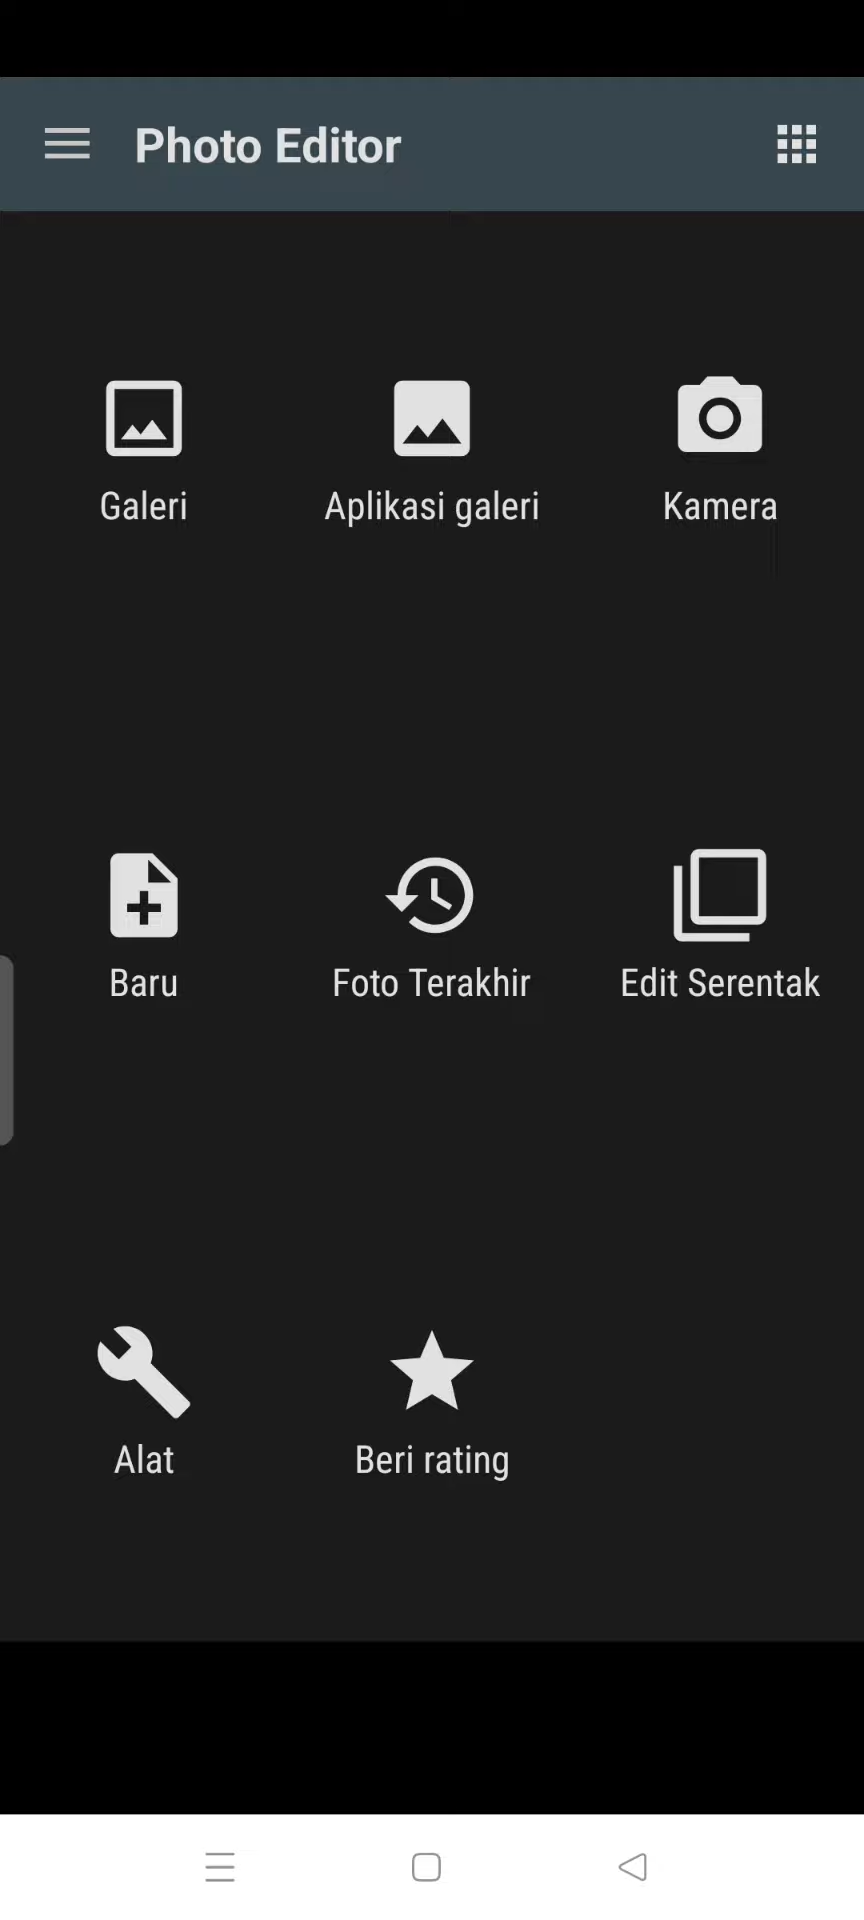 Photo Editor
Galeri
Aplikasi galeri
Kamera
Baru
Foto Terakhir
Edit Serentak
Alat
Beri rating